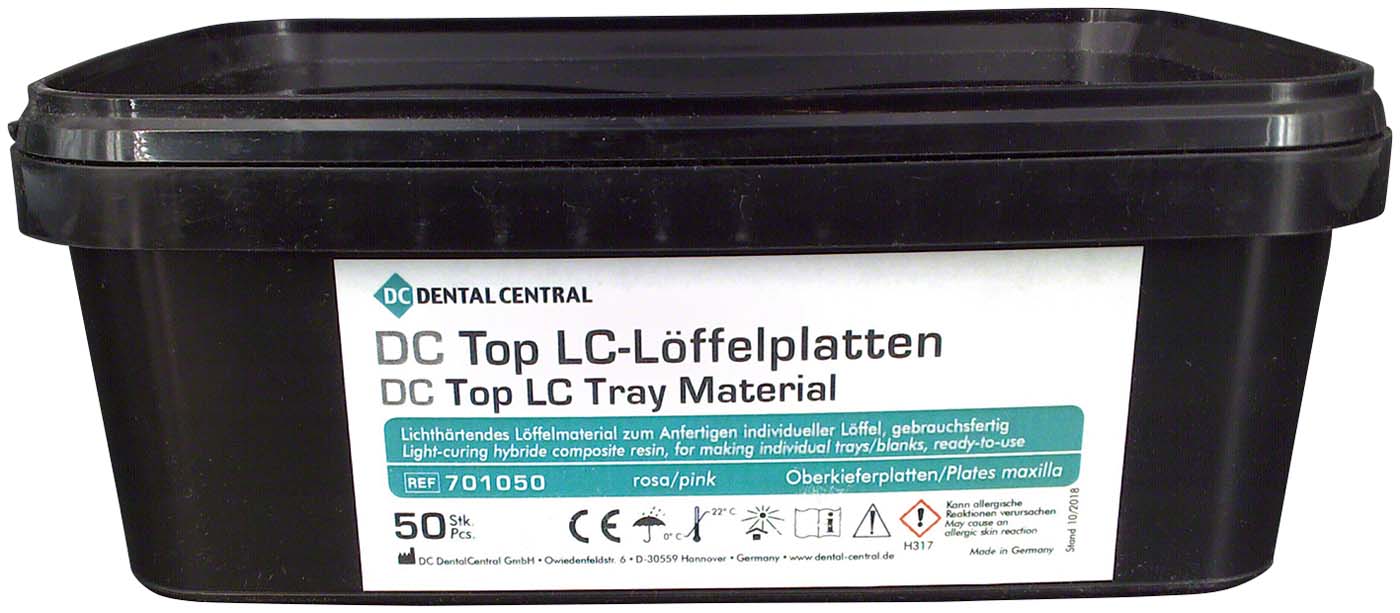 DC DENTAL CENTRAL
DC Top LC-Löffelplatten
DC Top LC Tray Material
Lichthärtendes Löffelmaterial zum Anfertigen individueller Löffel, gebrauchsfertig
Light-curing hybride composite resin, for making individual trays/blanks, ready-to-use
REF 701050 rosa/pink Oberkieferplatten/Plates maxilla
50 Stk.
Pcs.
CE
0°C
22°C
i
H317
Kann allergische
Reaktionen verursachen
May cause an
allergic skin reaction
Made in Germany
Stand 10/2018
DC DentalCentral GmbH • Owiedenfeldstr. 6 • D-30559 Hannover • Germany • www.dental-central.de